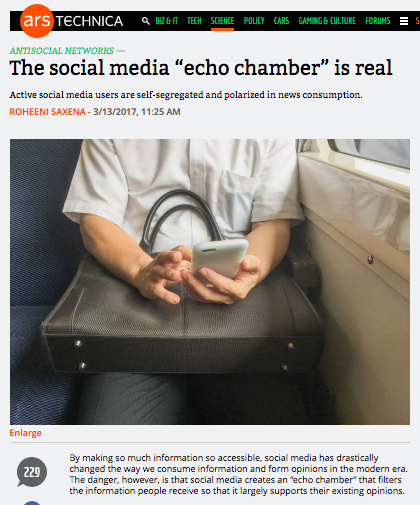 ars TECHNICA BIZ & IT TECH SCIENCE POLICY CARS GAMING & CULTURE FORUMS
ANTISOCIAL NETWORKS —
The social media “echo chamber” is real
Active social media users are self-segregated and polarized in news consumption.
ROHEENI SAXENA - 3/13/2017, 11:25 AM
Enlarge
229
By making so much information so accessible, social media has drastically
changed the way we consume information and form opinions in the modern era.
The danger, however, is that social media creates an “echo chamber” that filters
the information people receive so that it largely supports their existing opinions.